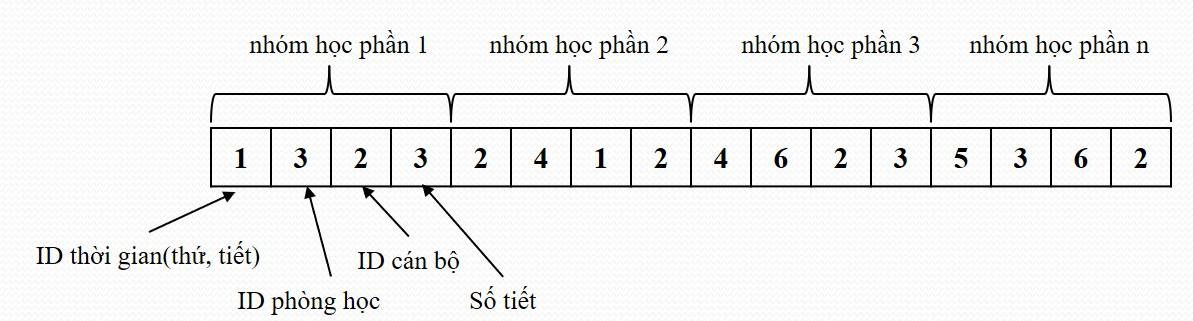 nhóm học phần 1 nhóm học phần 2 nhóm học phần 3 nhóm học phần n
1 3 2 3 2 4 1 2 4 6 2 3 5 3 6 2
ID thời gian(thứ, tiết)
ID cán bộ
ID phòng học
Số tiết